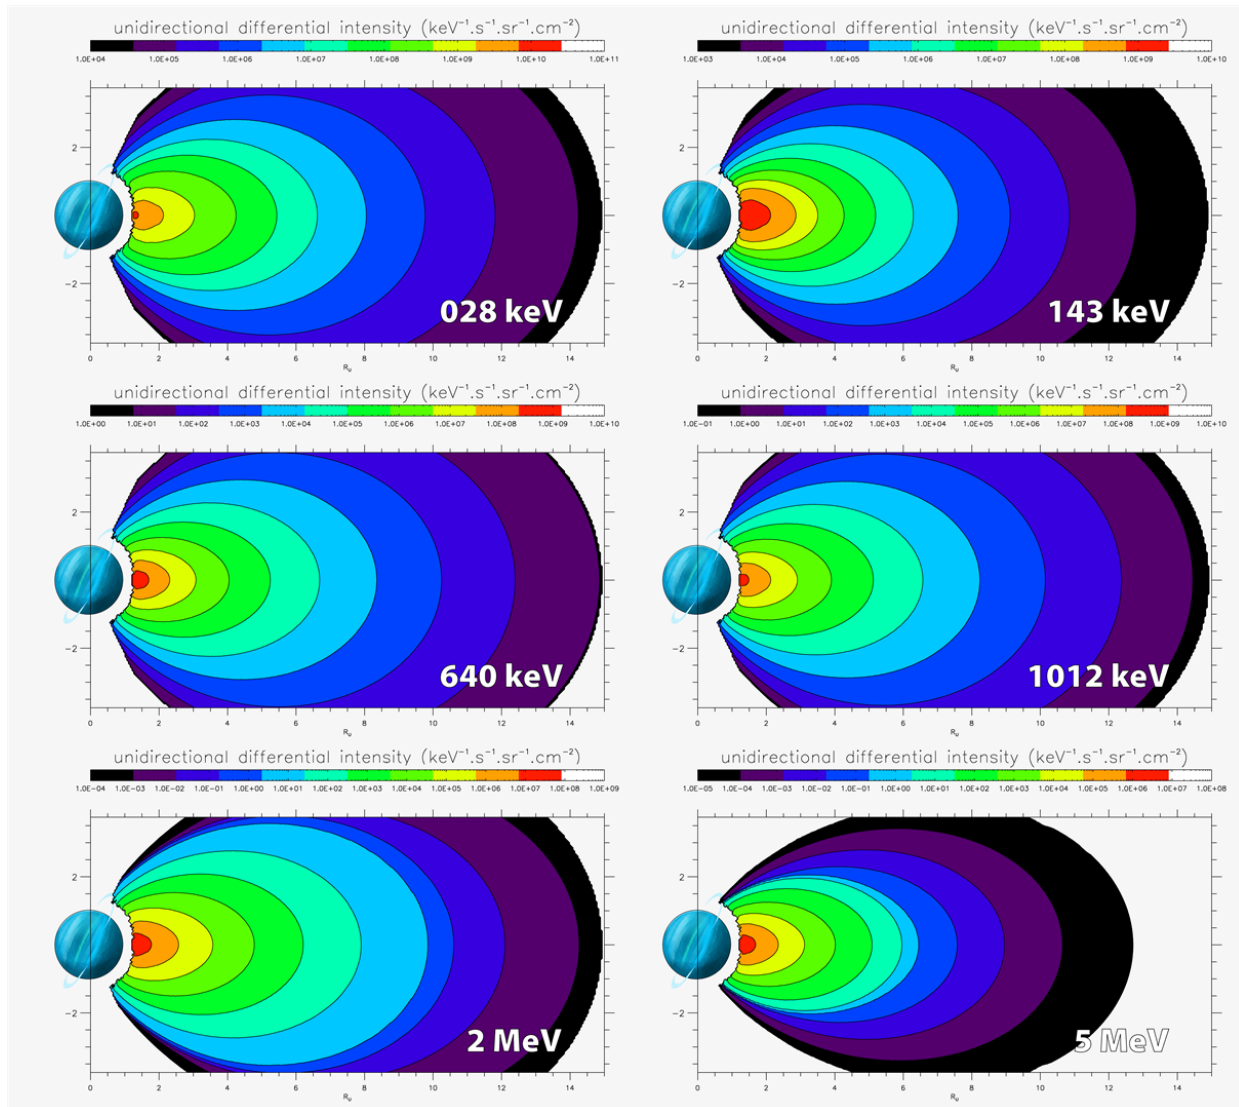 unidirectional differential intensity (keV⁻¹.s⁻¹.sr⁻¹.cm⁻²)
1.0E+04 1.0E+05 1.0E+06 1.0E+07 1.0E+08 1.0E+09 1.0E+10 1.0E+11
2
-2
028 keV
0 2 4 6 8 10 12 14
Rᵤ
unidirectional differential intensity (keV⁻¹.s⁻¹.sr⁻¹.cm⁻²)
1.0E+03 1.0E+04 1.0E+05 1.0E+06 1.0E+07 1.0E+08 1.0E+09 1.0E+10
2
-2
143 keV
0 2 4 6 8 10 12 14
Rᵤ
unidirectional differential intensity (keV⁻¹.s⁻¹.sr⁻¹.cm⁻²)
1.0E+00 1.0E+01 1.0E+02 1.0E+03 1.0E+04 1.0E+05 1.0E+06 1.0E+07 1.0E+08 1.0E+09 1.0E+10
2
-2
640 keV
0 2 4 6 8 10 12 14
Rᵤ
unidirectional differential intensity (keV⁻¹.s⁻¹.sr⁻¹.cm⁻²)
1.0E-01 1.0E+00 1.0E+01 1.0E+02 1.0E+03 1.0E+04 1.0E+05 1.0E+06 1.0E+07 1.0E+08 1.0E+09 1.0E+10
2
-2
1012 keV
0 2 4 6 8 10 12 14
Rᵤ
unidirectional differential intensity (keV⁻¹.s⁻¹.sr⁻¹.cm⁻²)
1.0E-04 1.0E-03 1.0E-02 1.0E-01 1.0E+00 1.0E+01 1.0E+02 1.0E+03 1.0E+04 1.0E+05 1.0E+06 1.0E+07 1.0E+08 1.0E+09
2
-2
2 MeV
0 2 4 6 8 10 12 14
Rᵤ
unidirectional differential intensity (keV⁻¹.s⁻¹.sr⁻¹.cm⁻²)
1.0E-05 1.0E-04 1.0E-03 1.0E-02 1.0E-01 1.0E+00 1.0E+01 1.0E+02 1.0E+03 1.0E+04 1.0E+05 1.0E+06 1.0E+07 1.0E+08
2
-2
5 MeV
0 2 4 6 8 10 12 14
Rᵤ